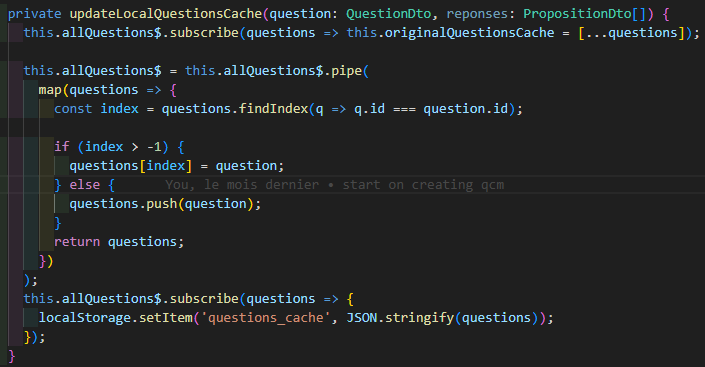 private updateLocalQuestionsCache(question: QuestionDto, reponses: PropositionDto[]) {
  this.allQuestions$.subscribe(questions => this.originalQuestionsCache = [...questions]);

  this.allQuestions$ = this.allQuestions$.pipe(
    map(questions => {
      const index = questions.findIndex(q => q.id === question.id);

      if (index > -1) {
        questions[index] = question;
      } else {        You, le mois dernier • start on creating qcm
        questions.push(question);
      }
      return questions;
    })
  );
  this.allQuestions$.subscribe(questions => {
    localStorage.setItem('questions_cache', JSON.stringify(questions));
  });
}